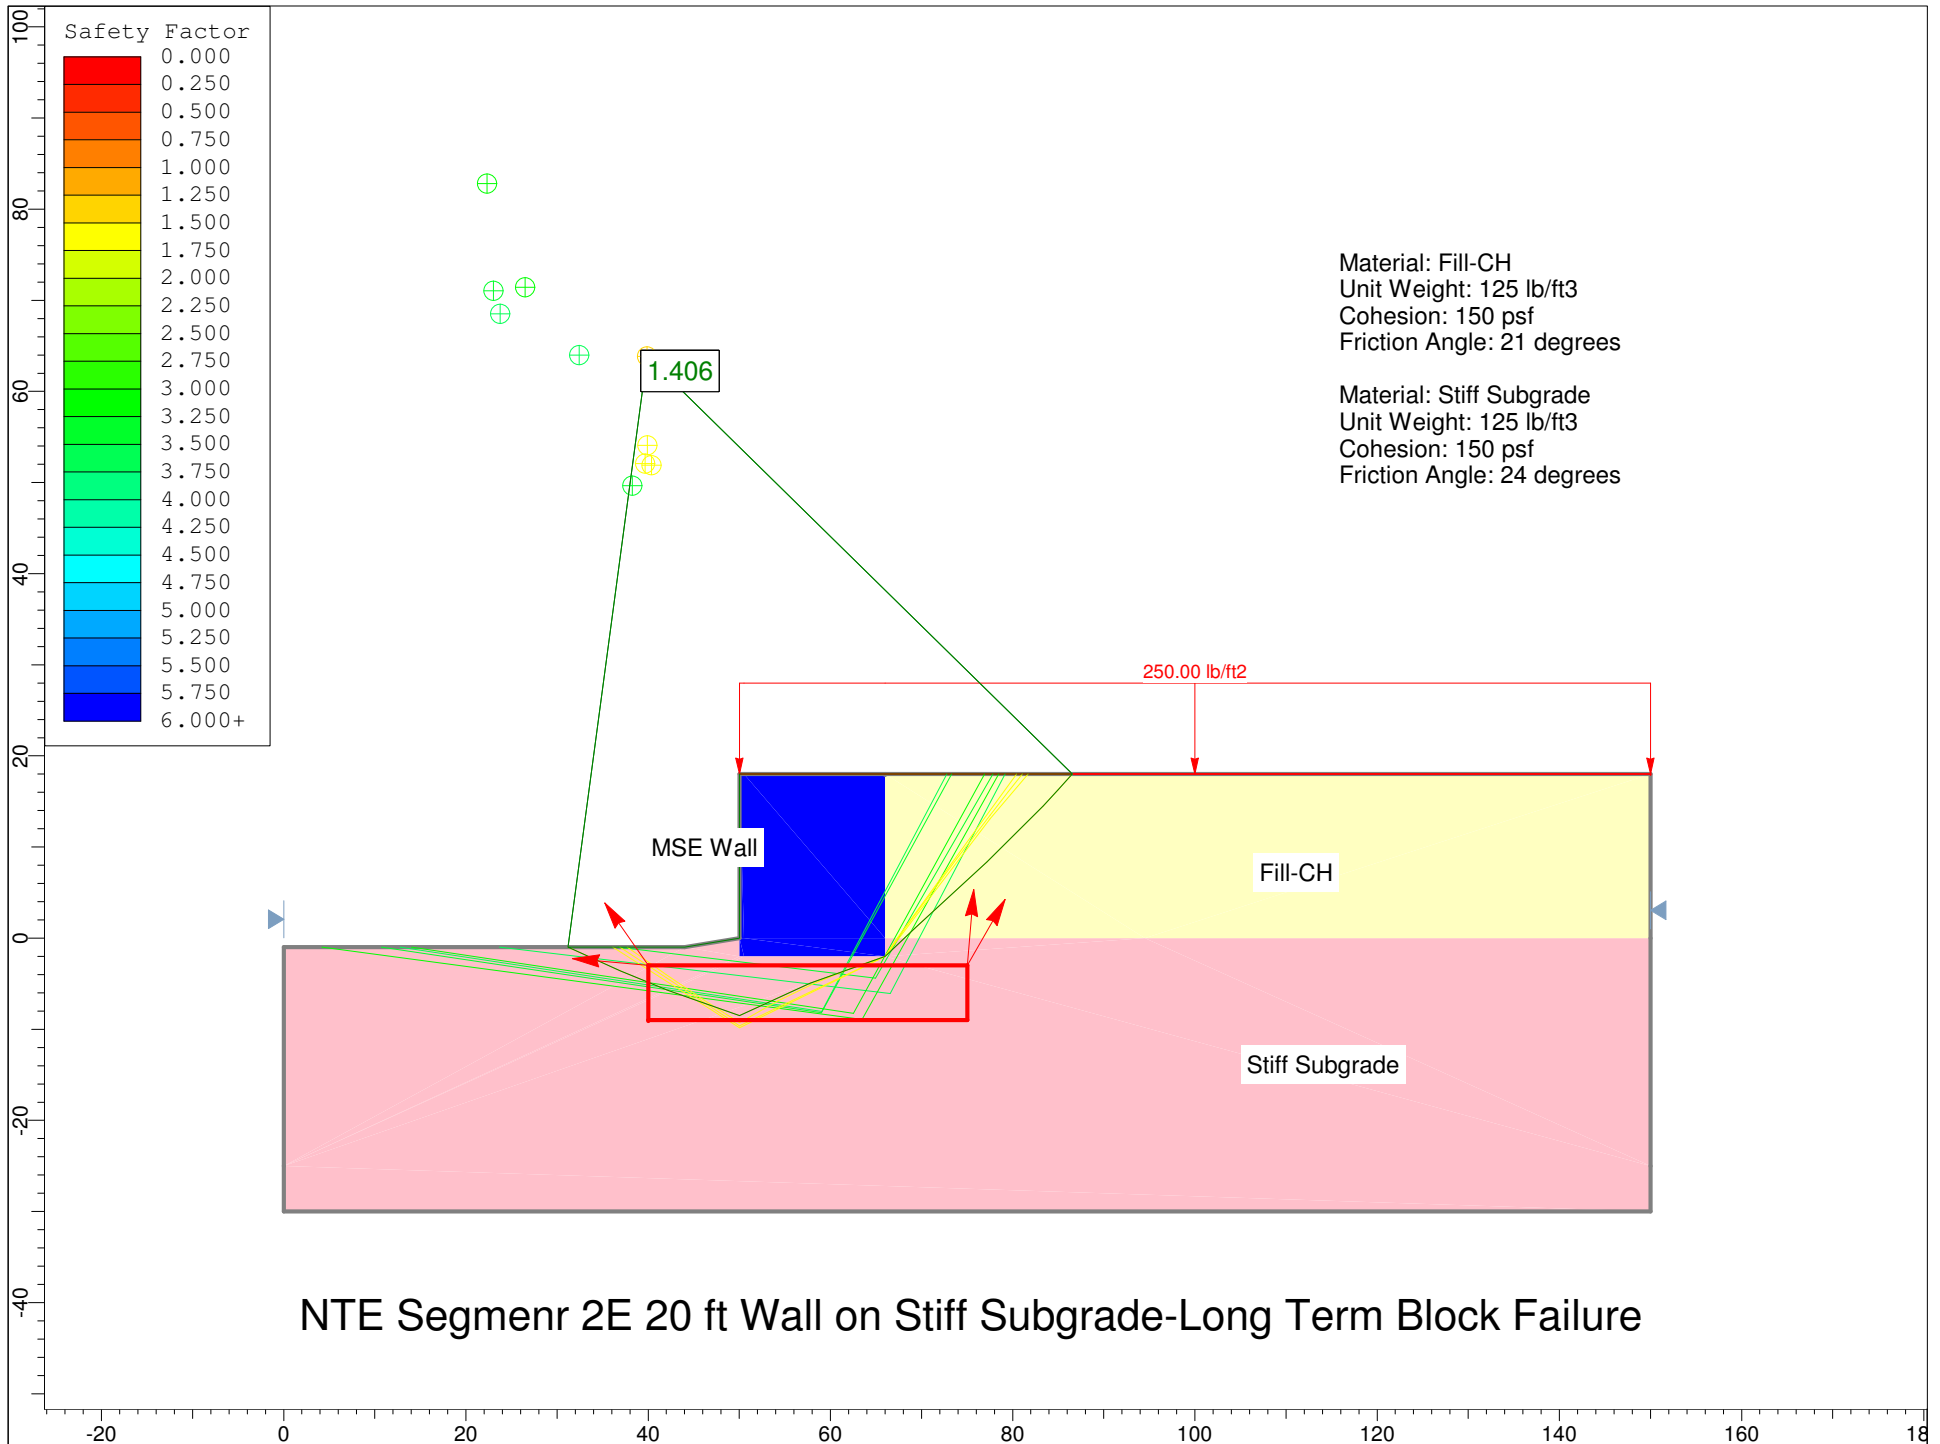 Safety Factor
0.000
0.250
0.500
0.750
1.000
1.250
1.500
1.750
2.000
2.250
2.500
2.750
3.000
3.250
3.500
3.750
4.000
4.250
4.500
4.750
5.000
5.250
5.500
5.750
6.000+
100
80
60
40
20
0
-20
-40
1.406
Material: Fill-CH
Unit Weight: 125 lb/ft3
Cohesion: 150 psf
Friction Angle: 21 degrees
Material: Stiff Subgrade
Unit Weight: 125 lb/ft3
Cohesion: 150 psf
Friction Angle: 24 degrees
250.00 lb/ft2
MSE Wall
Fill-CH
Stiff Subgrade
NTE Segmenr 2E 20 ft Wall on Stiff Subgrade-Long Term Block Failure
-20 0 20 40 60 80 100 120 140 160 18